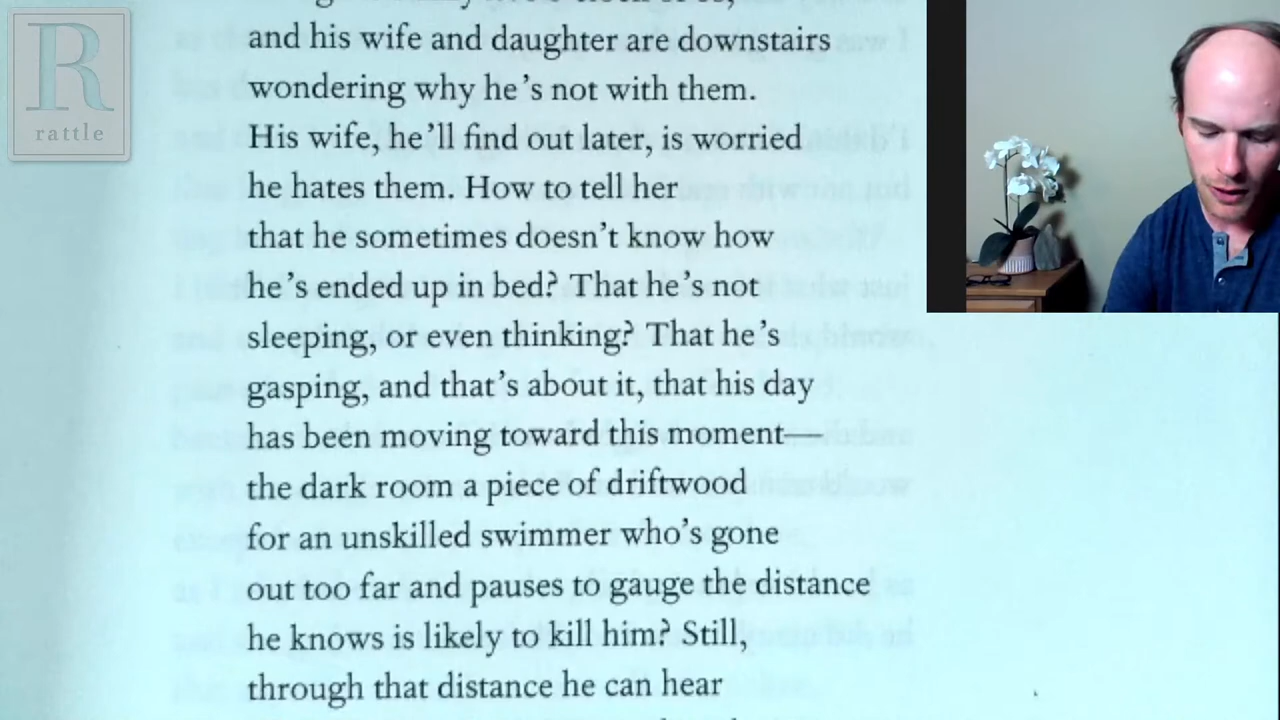 R
rattle
and his wife and daughter are downstairs
wondering why he's not with them.
His wife, he'll find out later, is worried
he hates them. How to tell her
that he sometimes doesn't know how
he's ended up in bed? That he's not
sleeping, or even thinking? That he's
gasping, and that's about it, that his day
has been moving toward this moment—
the dark room a piece of driftwood
for an unskilled swimmer who's gone
out too far and pauses to gauge the distance
he knows is likely to kill him? Still,
through that distance he can hear